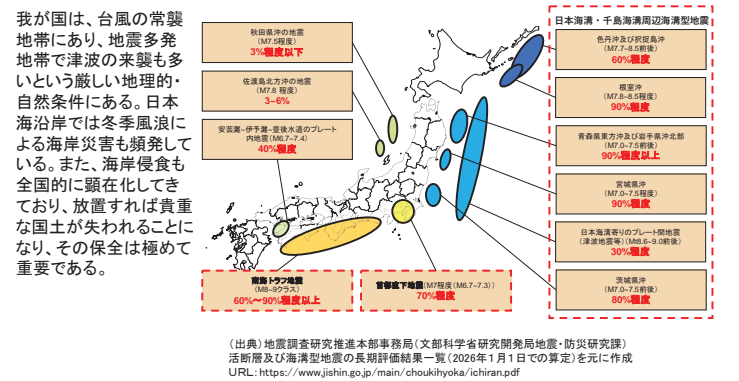 我が国は、台風の常襲
地帯にあり、地震多発
地帯で津波の来襲も多
いという厳しい地理的・
自然条件にある。日本
海沿岸では冬季風浪に
よる海岸災害も頻発して
いる。また、海岸侵食も
全国的に顕在化してき
ており、放置すれば貴重
な国土が失われることに
なり、その保全は極めて
重要である。
秋田県沖の地震
(M7.5程度)
3%程度以下
佐渡島北方沖の地震
(M7.8 程度)
3~6%
安芸灘~伊予灘~豊後水道のプレート
内地震(M6.7~7.4)
40%程度
南海トラフ地震
(M8~9クラス)
60%~90%程度以上
首都直下地震(M7程度(M6.7~7.3))
70%程度
日本海溝・千島海溝周辺海溝型地震
色丹沖及び択捉島沖
(M7.7~8.5前後)
60%程度
根室沖
(M7.8~8.5程度)
90%程度
青森県東方沖及び岩手県沖北部
(M7.0~7.5前後)
90%程度以上
宮城県沖
(M7.0~7.5程度)
90%程度
日本海溝寄りのプレート間地震
(津波地震等)(Mt8.6~9.0前後)
30%程度
茨城県沖
(M7.0~7.5前後)
80%程度
(出典)地震調査研究推進本部事務局(文部科学省研究開発局地震・防災研究課)
活断層及び海溝型地震の長期評価結果一覧(2026年1月1日での算定)を元に作成
URL:https://www.jishin.go.jp/main/choukihyoka/ichiran.pdf